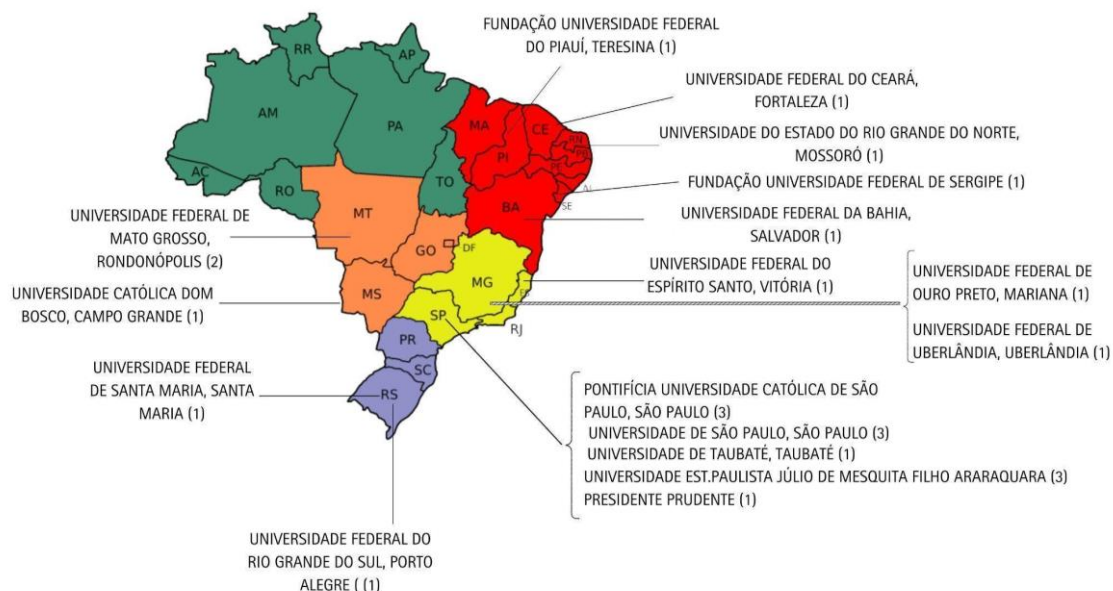 FUNDAÇÃO UNIVERSIDADE FEDERAL
DO PIAUÍ, TERESINA (1)
UNIVERSIDADE FEDERAL DO CEARÁ,
FORTALEZA (1)
UNIVERSIDADE DO ESTADO DO RIO GRANDE DO NORTE,
MOSSORÓ (1)
FUNDAÇÃO UNIVERSIDADE FEDERAL DE SERGIPE (1)
UNIVERSIDADE FEDERAL DA BAHIA,
SALVADOR (1)
UNIVERSIDADE FEDERAL DO
ESPÍRITO SANTO, VITÓRIA (1)
UNIVERSIDADE FEDERAL DE
OURO PRETO, MARIANA (1)
UNIVERSIDADE FEDERAL DE
UBERLÂNDIA, UBERLÂNDIA (1)
RR
AP
AM
PA
MA
CE
RN
PB
PI
PE
AL
AC
RO
TO
SE
BA
MT
GO
DF
MG
ES
MS
SP
RJ
PR
SC
RS
UNIVERSIDADE FEDERAL DE
MATO GROSSO,
RONDONÓPOLIS (2)
UNIVERSIDADE CATÓLICA DOM
BOSCO, CAMPO GRANDE (1)
UNIVERSIDADE FEDERAL
DE SANTA MARIA, SANTA
MARIA (1)
PONTIFÍCIA UNIVERSIDADE CATÓLICA DE SÃO
PAULO, SÃO PAULO (3)
UNIVERSIDADE DE SÃO PAULO, SÃO PAULO (3)
UNIVERSIDADE DE TAUBATÉ, TAUBATÉ (1)
UNIVERSIDADE EST.PAULISTA JÚLIO DE MESQUITA FILHO ARARAQUARA (3)
PRESIDENTE PRUDENTE (1)
UNIVERSIDADE FEDERAL DO
RIO GRANDE DO SUL, PORTO
ALEGRE ( (1)